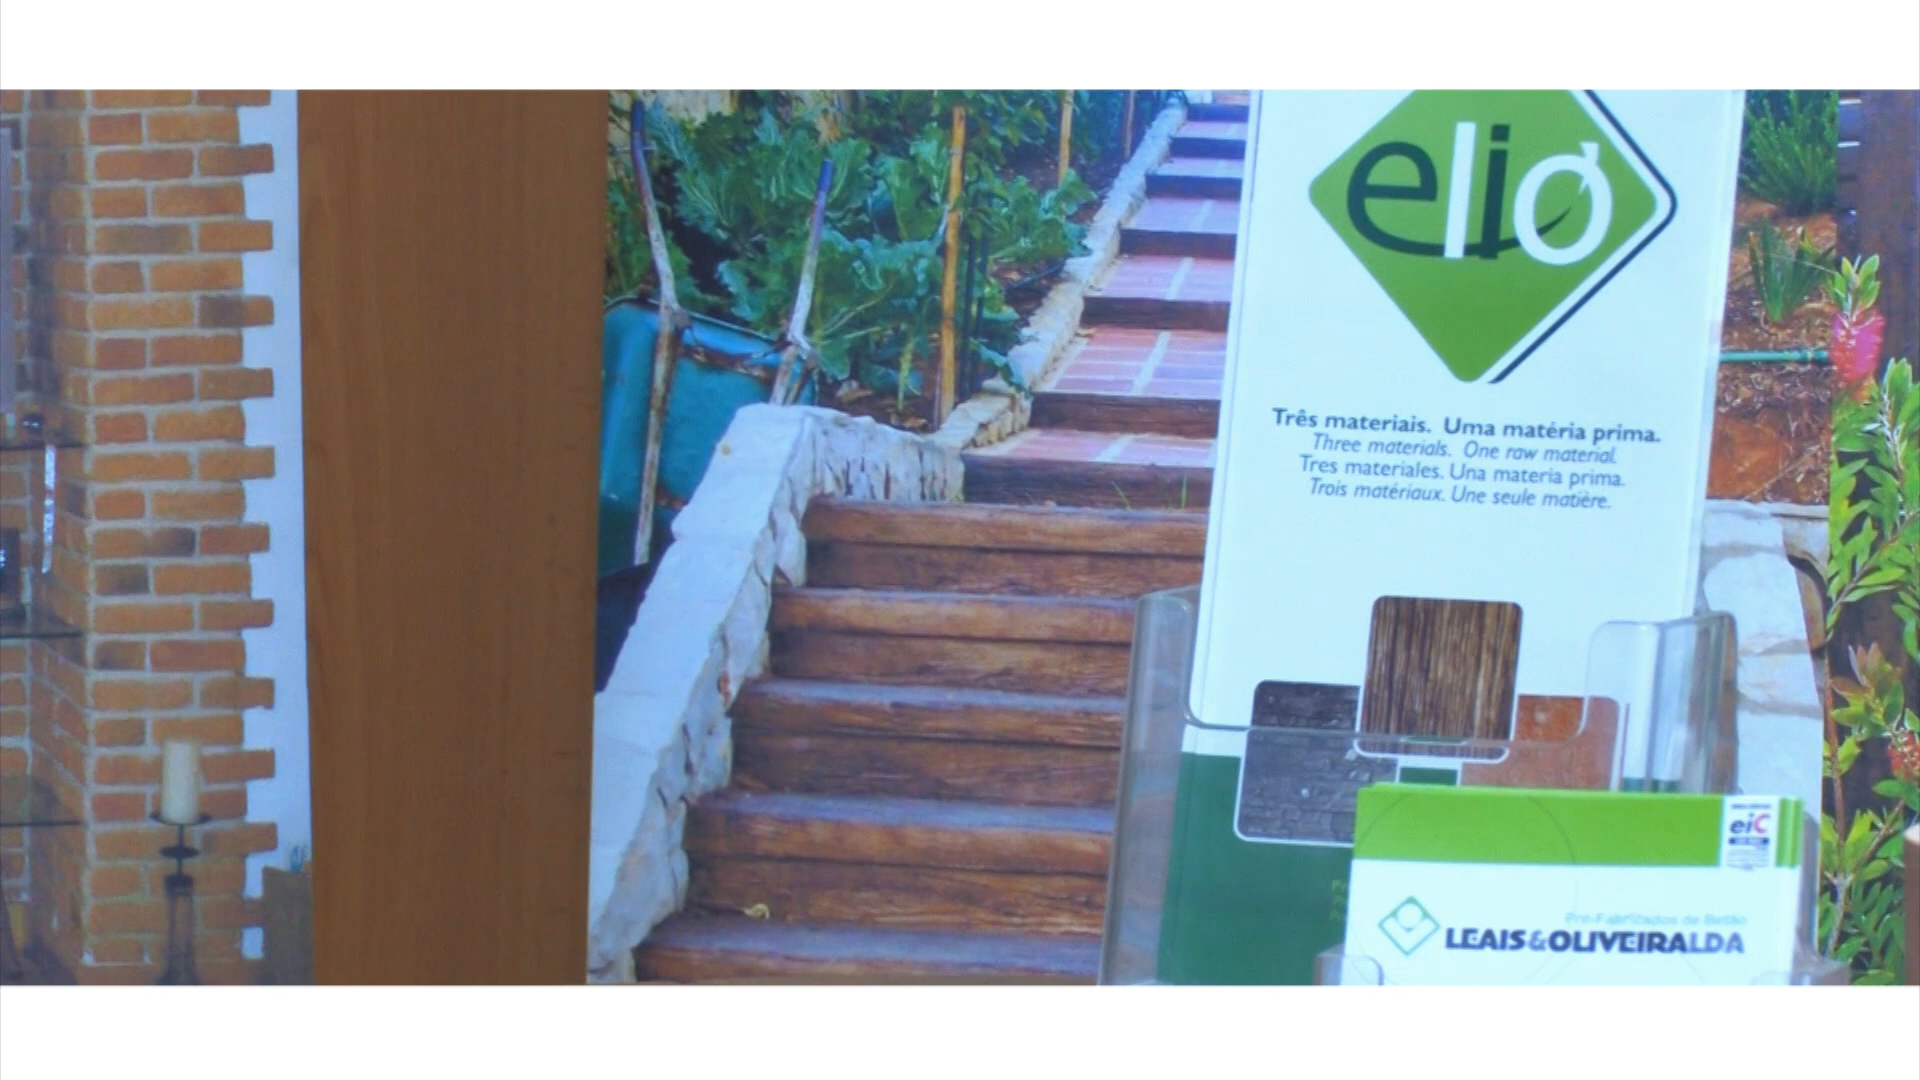 elio
Três materiais. Uma matéria prima.
Three materials. One raw material.
Tres materiales. Una materia prima.
Trois matériaux. Une seule matière.
eiC
Pré-Fabricados de Betão
LEAIS&OLIVEIRALDA